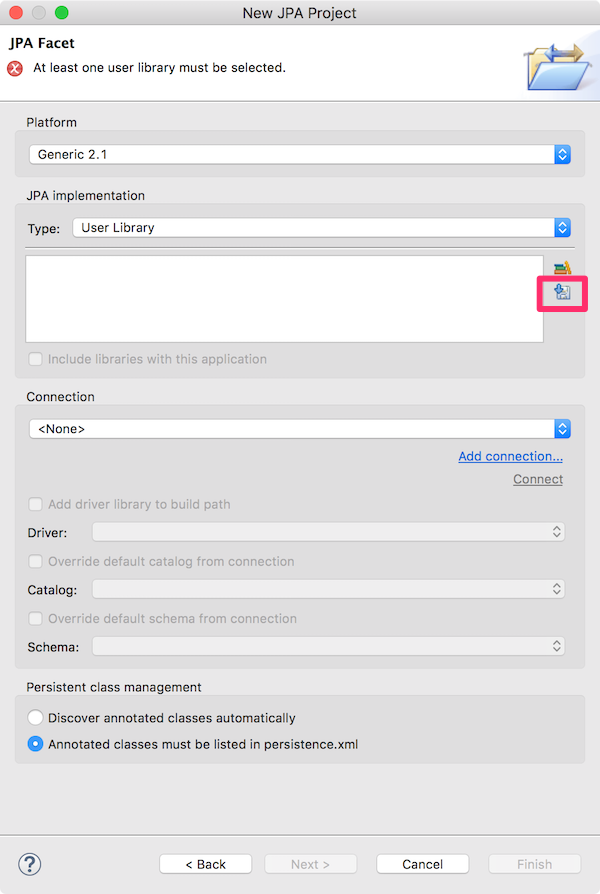 New JPA Project
JPA Facet
At least one user library must be selected.
Platform
Generic 2.1
JPA implementation
Type: User Library
Include libraries with this application
Connection
<None>
Add connection...
Connect
Add driver library to build path
Driver:
Override default catalog from connection
Catalog:
Override default schema from connection
Schema:
Persistent class management
Discover annotated classes automatically
Annotated classes must be listed in persistence.xml
? < Back Next > Cancel Finish